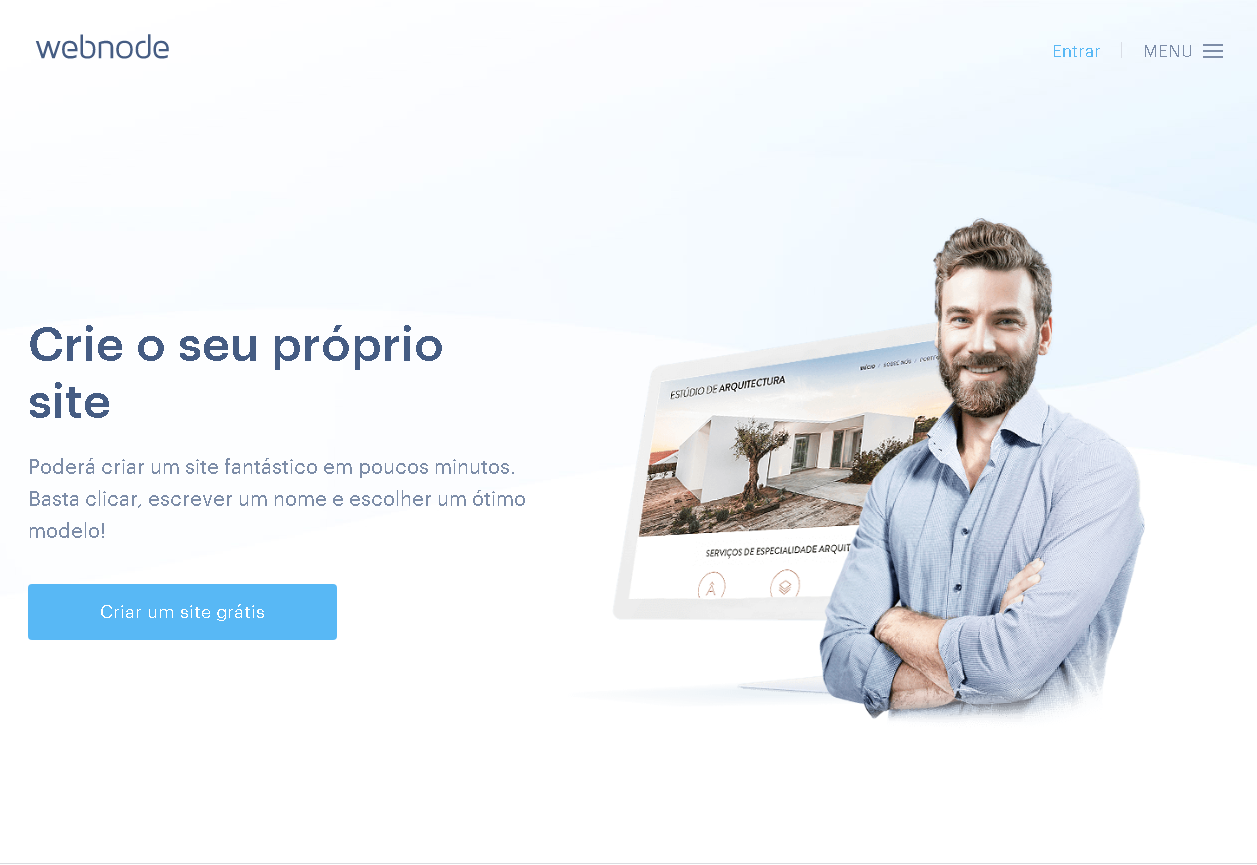 webnode
Entrar
MENU
Crie o seu próprio
site
Poderá criar um site fantástico em poucos minutos.
Basta clicar, escrever um nome e escolher um ótimo
modelo!
Criar um site grátis
ESTÚDIO DE ARQUITECTURA
INÍCIO / SOBRE NÓS /
SERVIÇOS DE ESPECIALIDADE ARQUIT